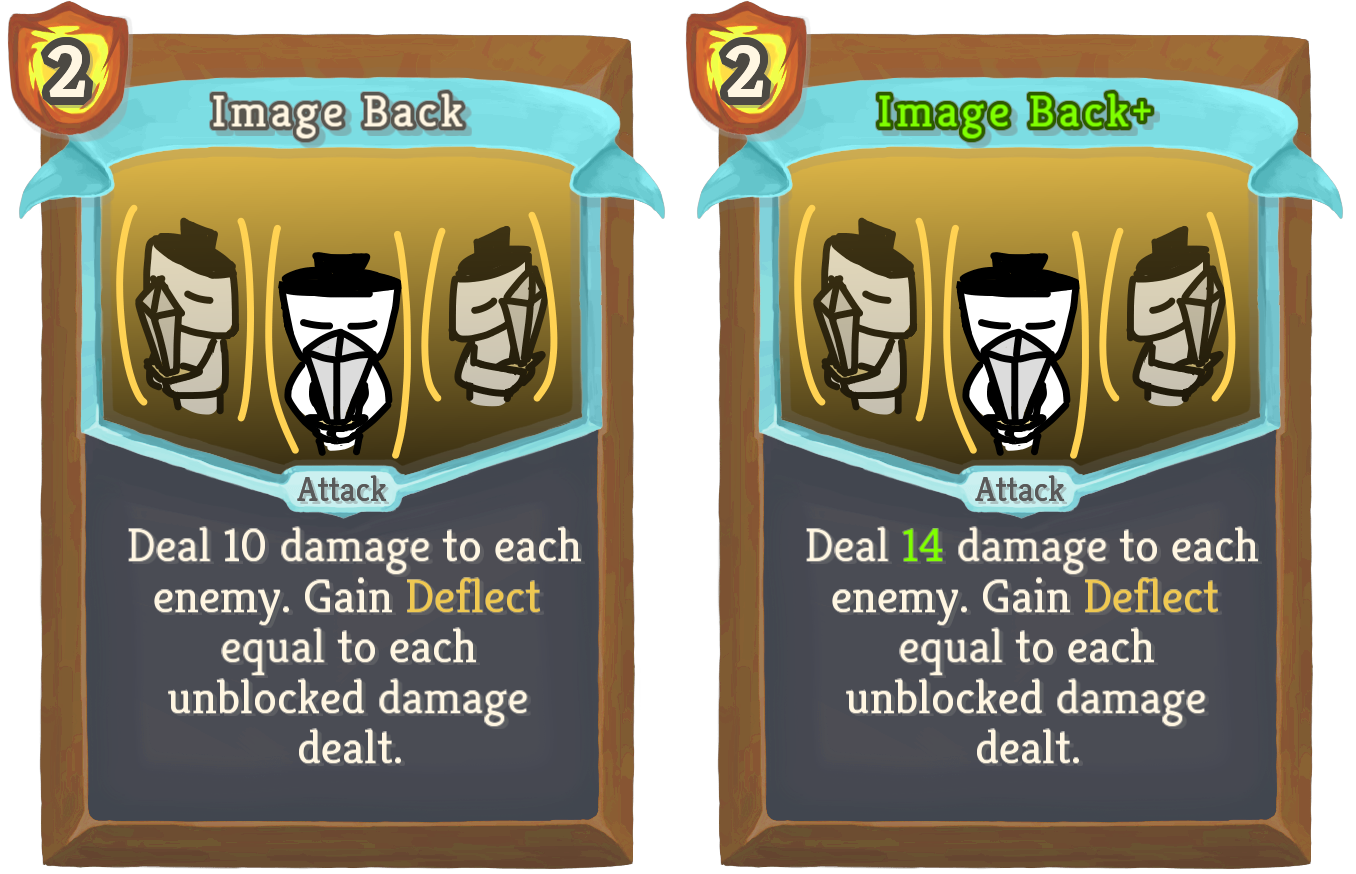 2
Image Back
Attack
Deal 10 damage to each
enemy. Gain Deflect
equal to each
unblocked damage
dealt.
2
Image Back+
Attack
Deal 14 damage to each
enemy. Gain Deflect
equal to each
unblocked damage
dealt.